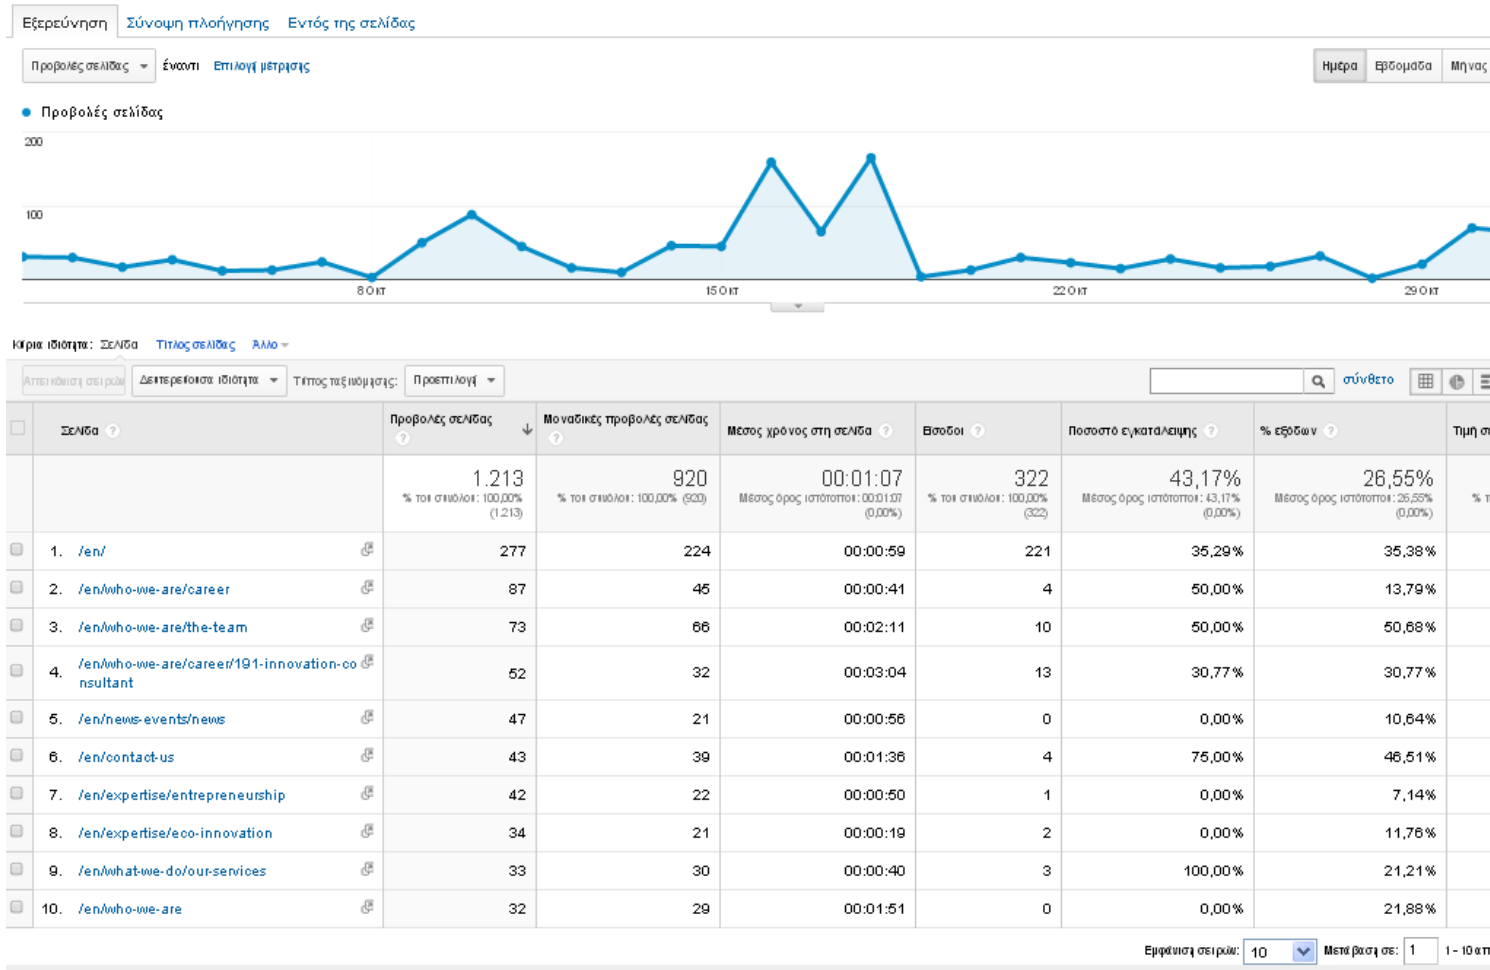 Εξερεύνηση Σύνοψη πλοήγησης Εντός της σελίδας
Προβολές σελίδας έναντι Επιλογή μέτρησης Ημέρα Εβδομάδα Μήνας
Προβολές σελίδας
200
100
8 Οκτ 15 Οκτ 22 Οκτ 29 Οκτ
Κύρια ιδιότητα: Σελίδα Τίτλος σελίδας Άλλο
Απεικόνιση σειρών Δευτερεύουσα ιδιότητα Τύπος ταξινόμησης: Προεπιλογή σύνθετο
Σελίδα ? Προβολές σελίδας ? Μοναδικές προβολές σελίδας ? Μέσος χρόνος στη σελίδα ? Είσοδοι ? Ποσοστό εγκατάλειψης ? % εξόδων ? Τιμή
1.213 920 00:01:07 322 43,17% 26,55%
% του συνόλου: 100,00% % του συνόλου: 100,00% (920) Μέσος όρος ιστότοπου: 00:01:07 % του συνόλου: 100,00% Μέσος όρος ιστότοπου: 43,17% Μέσος όρος ιστότοπου: 26,55% %
(1.213) (0,00%) (322) (0,00%) (0,00%)
1. /en/ 277 224 00:00:59 221 35,29% 35,38%
2. /en/who-we-are/career 87 45 00:00:41 4 50,00% 13,79%
3. /en/who-we-are/the-team 73 66 00:02:11 10 50,00% 50,68%
4. /en/who-we-are/career/191-innovation-co 52 32 00:03:04 13 30,77% 30,77%
nsultant
5. /en/news-events/news 47 21 00:00:56 0 0,00% 10,64%
6. /en/contact-us 43 39 00:01:36 4 75,00% 46,51%
7. /en/expertise/entrepreneurship 42 22 00:00:50 1 0,00% 7,14%
8. /en/expertise/eco-innovation 34 21 00:00:19 2 0,00% 11,76%
9. /en/what-we-do/our-services 33 30 00:00:40 3 100,00% 21,21%
10. /en/who-we-are 32 29 00:01:51 0 0,00% 21,88%
Εμφάνιση σειρών: 10 Μετάβαση σε: 1 1 - 10